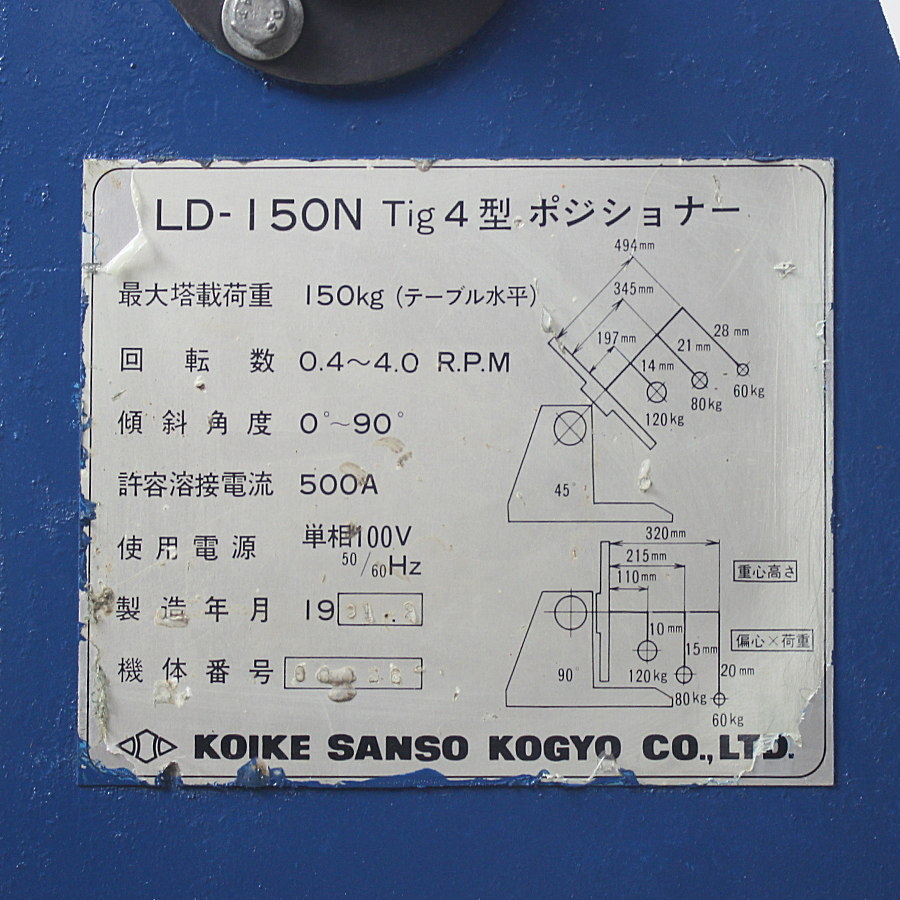 LD-150N Tig 4型 ポジショナー
最大塔載荷重 150kg (テーブル水平)
回転数 0.4～4.0 R.P.M
傾斜角度 0°～90°
許容溶接電流 500A
使用電源 単相100V
50/60Hz
製造年月 19
機体番号
494mm
345mm
197mm
28mm
21mm
14mm
60kg
80kg
120kg
45°
320mm
215mm
110mm
重心高さ
10mm
偏心×荷重
15mm
20mm
90°
120kg
80kg
60kg
KOIKE SANSO KOGYO CO.,LTD.